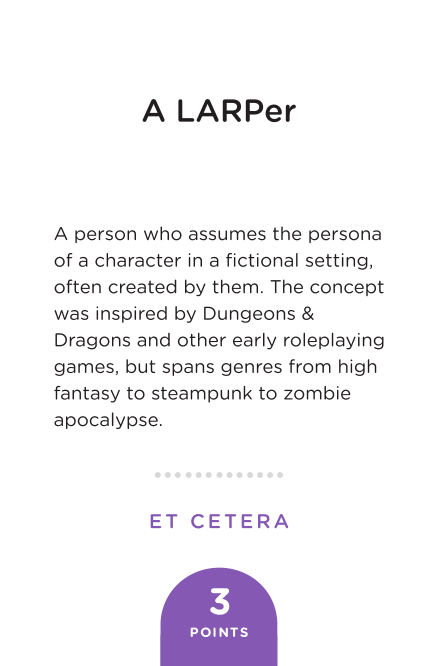 A LARPer
A person who assumes the persona
of a character in a fictional setting,
often created by them. The concept
was inspired by Dungeons &
Dragons and other early roleplaying
games, but spans genres from high
fantasy to steampunk to zombie
apocalypse.
ET CETERA
3
POINTS